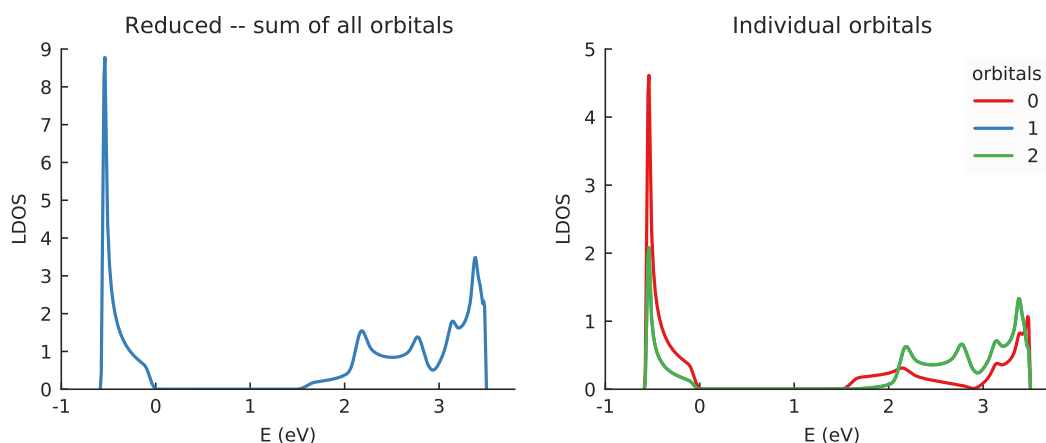 Reduced -- sum of all orbitals
9
8
7
6
5
4
3
2
1
0
LDOS
-1 0 1 2 3
E (eV)
Individual orbitals
5
4
3
2
1
0
LDOS
-1 0 1 2 3
E (eV)
orbitals
0
1
2